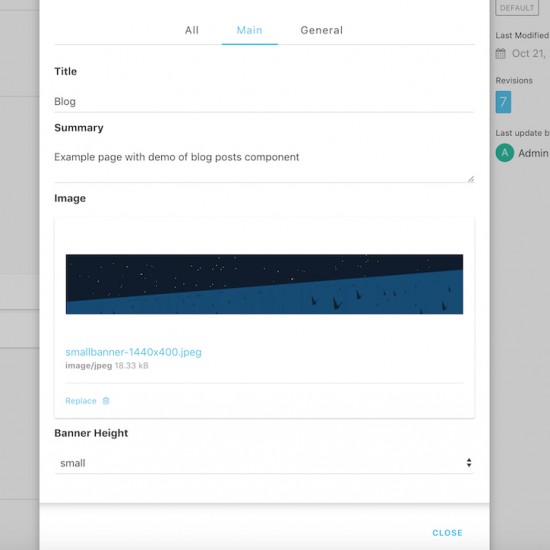 All Main General
Title
Blog
Summary
Example page with demo of blog posts component
Image
smallbanner-1440x400.jpeg
image/jpeg 18.33 kB
Replace
Banner Height
small
CLOSE
DEFAULT
Last Modified
Oct 21,
Revisions
7
Last update b
A Admin